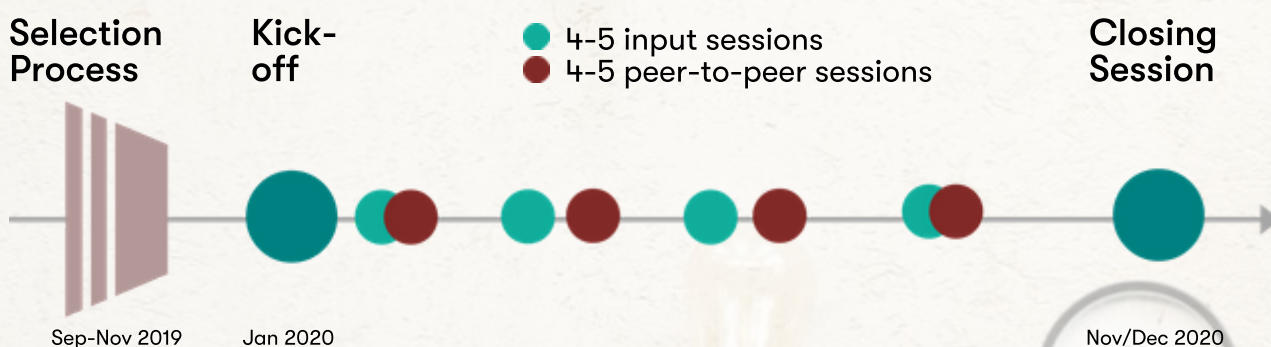 Selection
Process
Kick-
off
4-5 input sessions
4-5 peer-to-peer sessions
Closing
Session
Sep-Nov 2019
Jan 2020
Nov/Dec 2020